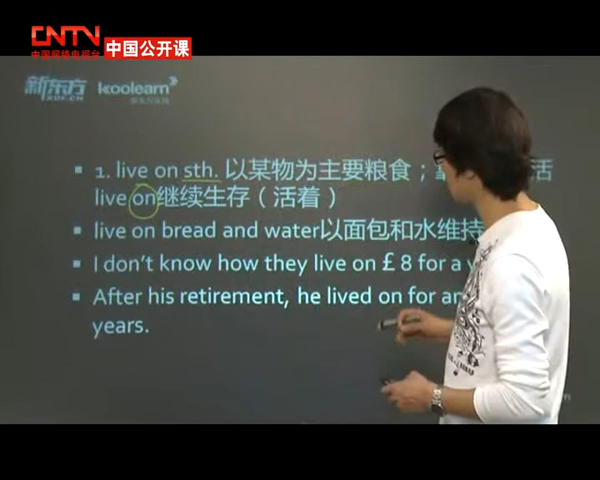 CNTV
中国网络电视台
中国公开课
新东方 koolearn
XDF.CN
1. live on sth. 以某物为主要粮食； 活
live on继续生存（活着）
live on bread and water以面包和水维持
I don't know how they live on £8 for a
After his retirement, he lived on for
years.